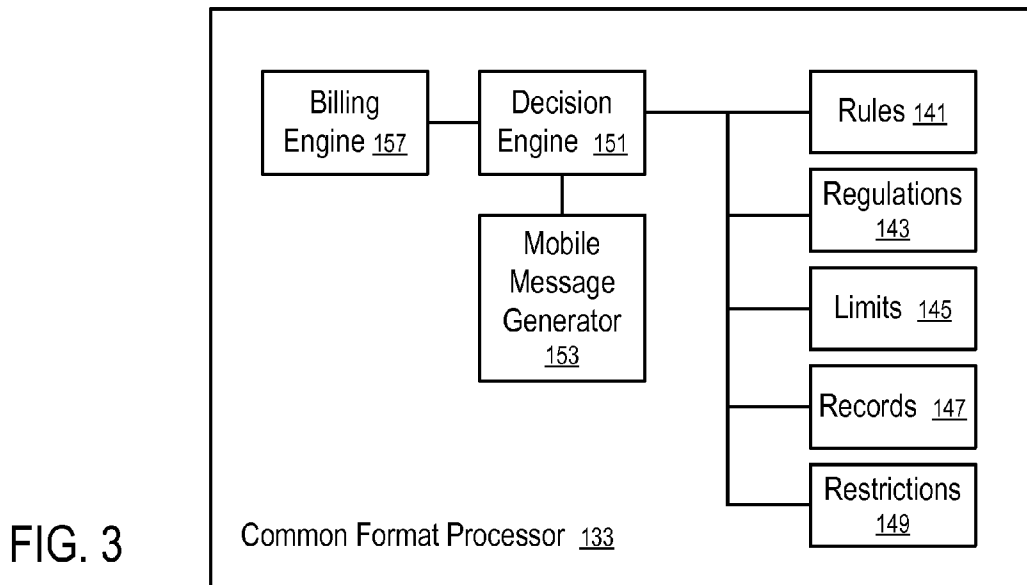 Billing
Engine 157
Decision
Engine 151
Mobile
Message
Generator
153
Rules 141
Regulations
143
Limits 145
Records 147
Restrictions
149
Common Format Processor 133
FIG. 3